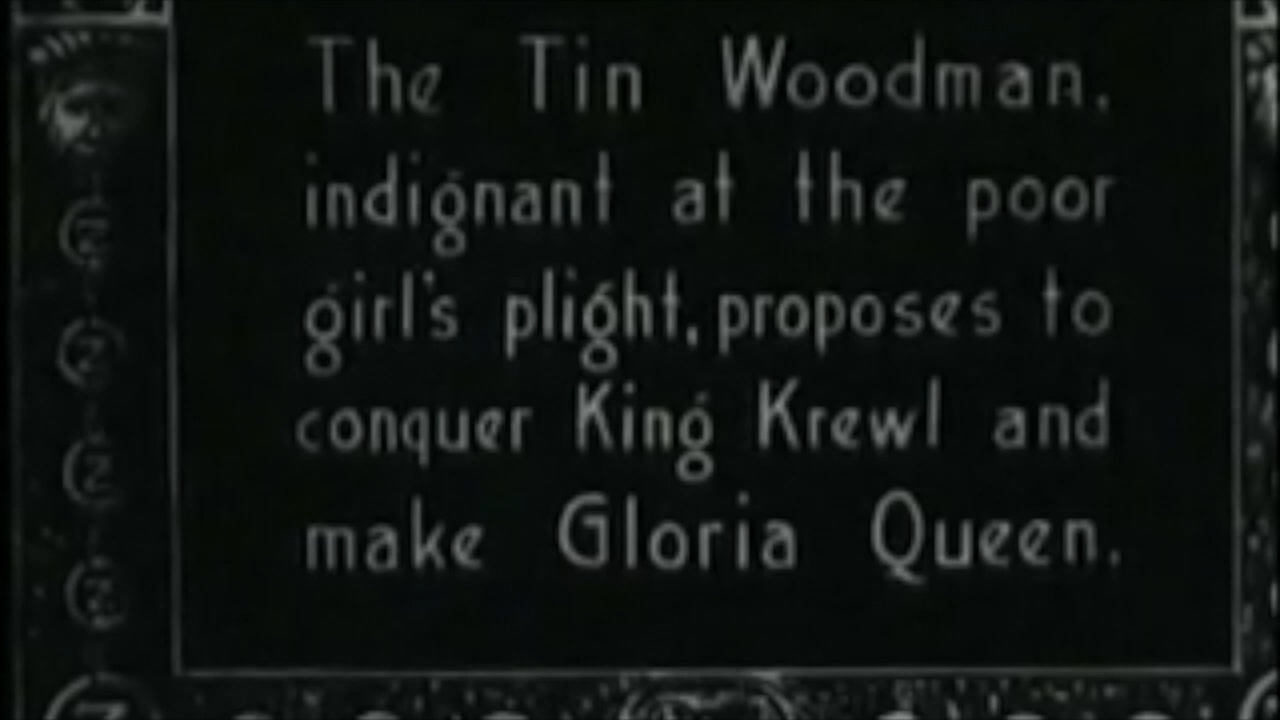 The Tin Woodman,
indignant at the poor
girl's plight, proposes to
conquer King Krewl and
make Gloria Queen.